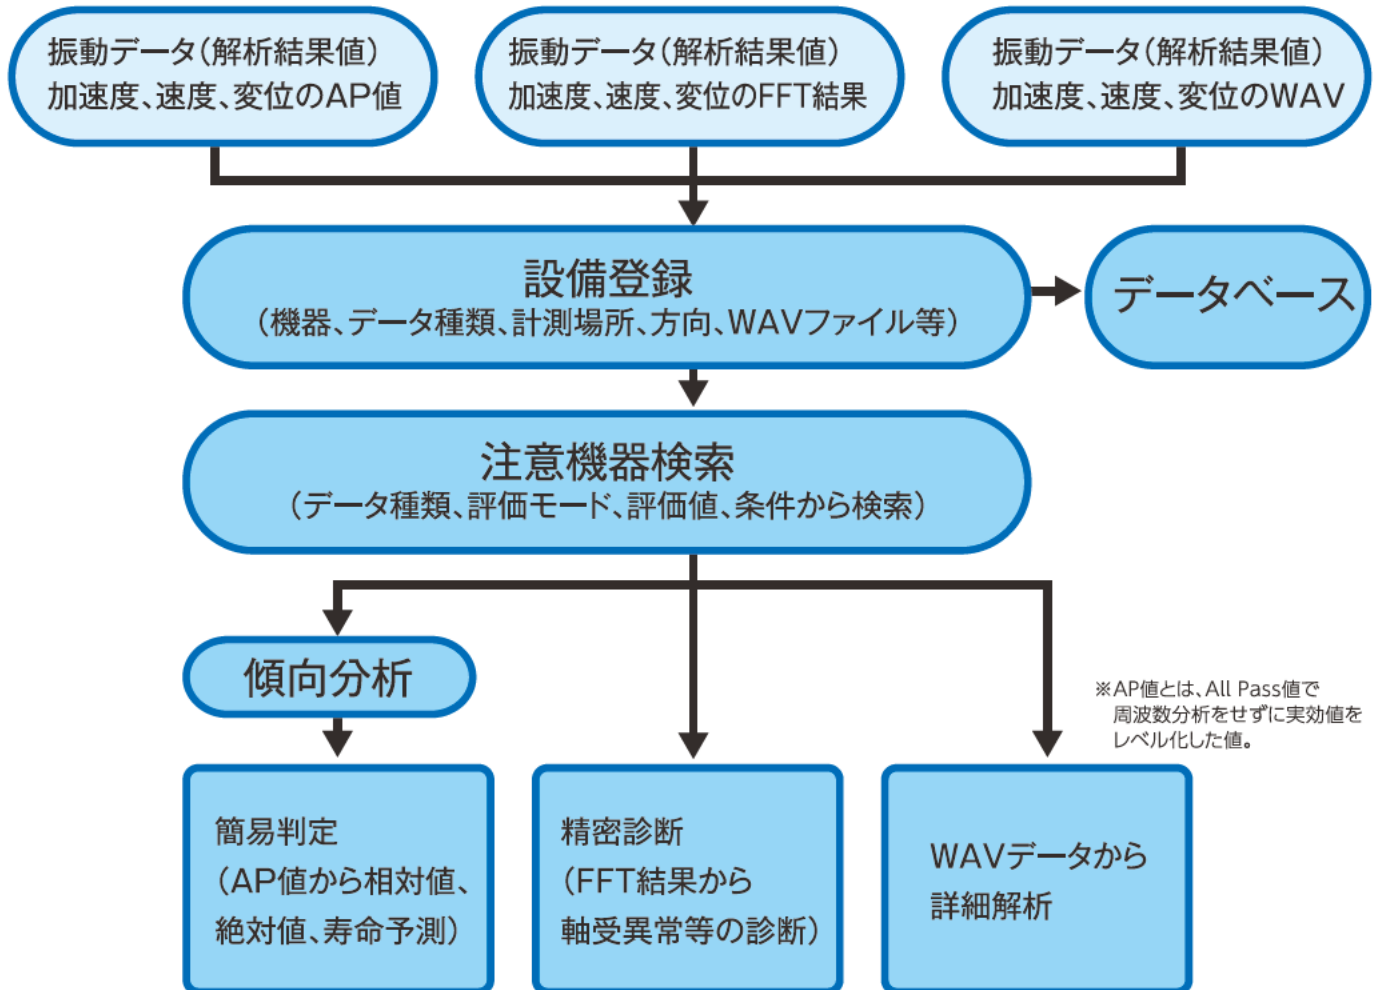 振動データ（解析結果値）
加速度、速度、変位のAP値
振動データ（解析結果値）
加速度、速度、変位のFFT結果
振動データ（解析結果値）
加速度、速度、変位のWAV
設備登録
（機器、データ種類、計測場所、方向、WAVファイル等）
データベース
注意機器検索
（データ種類、評価モード、評価値、条件から検索）
傾向分析
※AP値とは、All Pass値で
周波数分析をせずに実効値を
レベル化した値。
簡易判定
（AP値から相対値、
絶対値、寿命予測）
精密診断
（FFT結果から
軸受異常等の診断）
WAVデータから
詳細解析